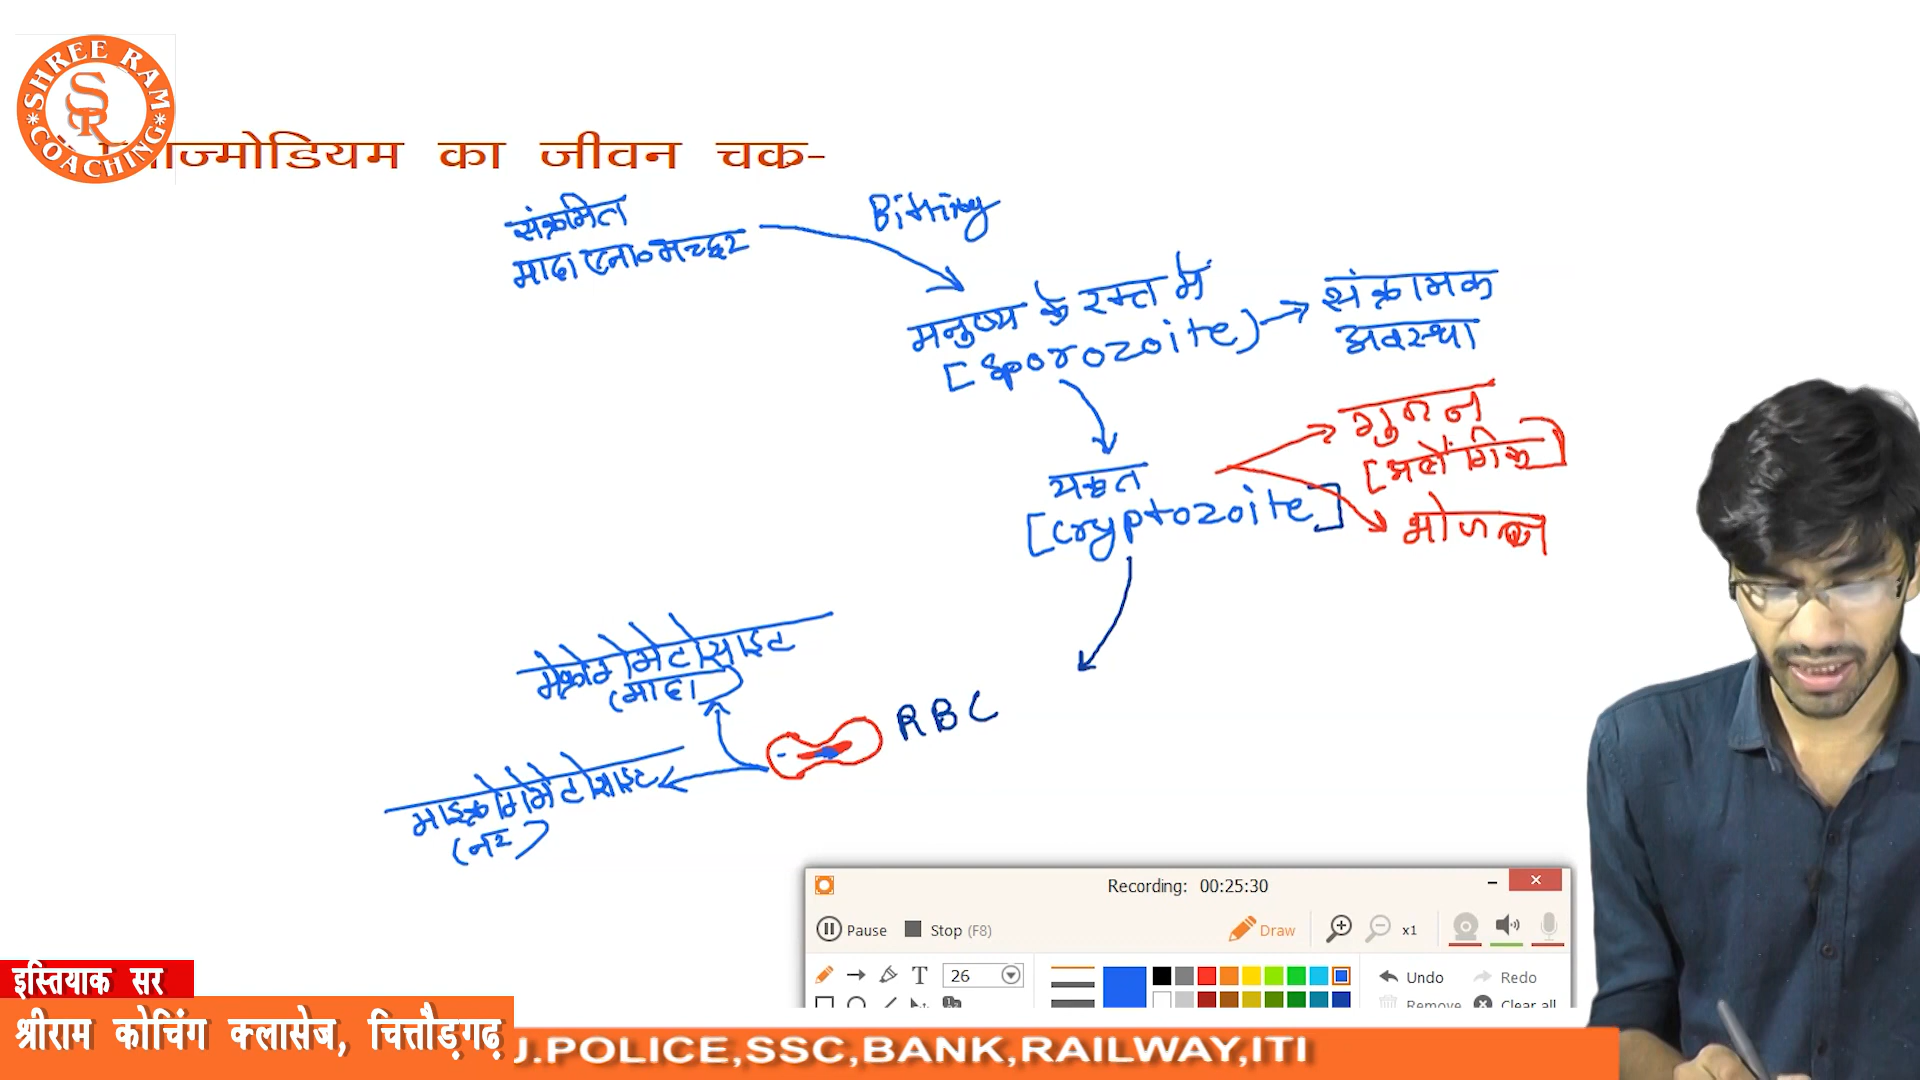 SHREE RAM COACHING
SR
प्लाज्मोडियम का जीवन चक्र-
संक्रमित
मादा एना० मच्छर
Bitting
मनुष्य के रक्त में
[Sporozoite)
संक्रामक
अवस्था
यकृत
[Cryptozoite]
गुणन
[अलैंगिक]
भोजन
मेक्रोगेमेटोसाइट
(मादा)
RBC
माइक्रोगेमेटोसाइट
(नर)
Recording: 00:25:30
Pause Stop (F8) Draw x1
T 26 Undo Redo
Remove Clear all
इस्तियाक सर
श्रीराम कोचिंग क्लासेज, चित्तौड़गढ़
J.POLICE,SSC,BANK,RAILWAY,ITI